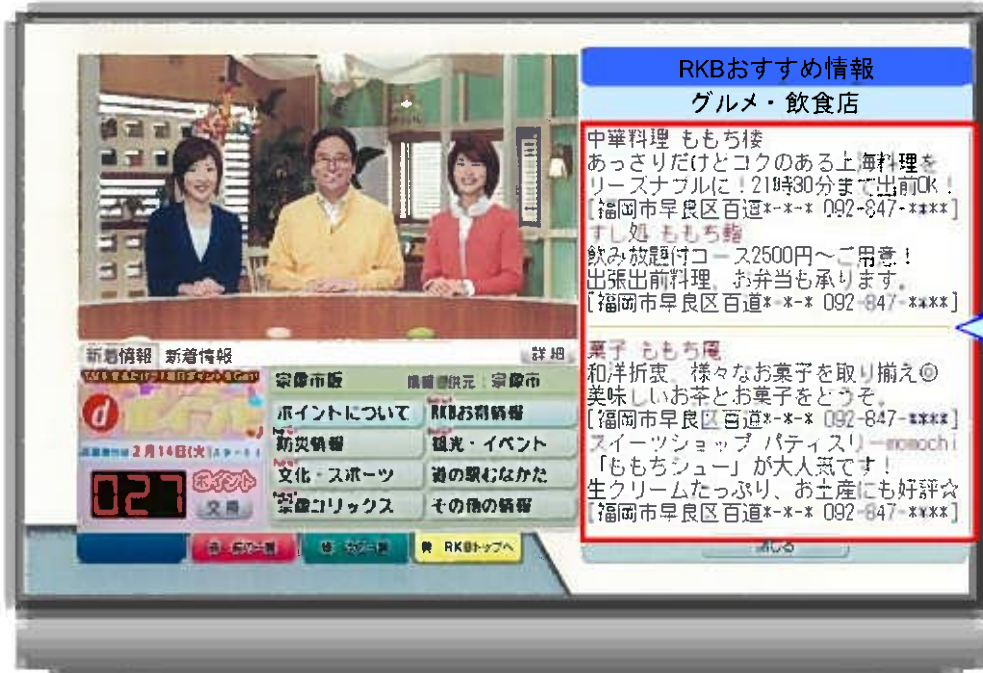 RKBおすすめ情報
グルメ・飲食店
中華料理 ももち楼
あっさりだけどコクのある上海料理を
リーズナブルに!21時30分まで出前OK!
[福岡市早良区百道*-*-* 092-847-****]
すし処 ももち鮨
飲み放題付コース2500円～ご用意!
出張出前料理、お弁当も承ります。
[福岡市早良区百道*-*-* 092-847-****]
菓子 ももち庵
和洋折衷、様々なお菓子を取り揃え◎
美味しいお茶とお菓子をどうぞ。
[福岡市早良区百道*-*-* 092-847-****]
スイーツショップ パティスリーmomochi
「ももちシュー」が大人気です!
生クリームたっぷり、お土産にも好評☆
[福岡市早良区百道*-*-* 092-847-****]
閉じる
新着情報 新着情報 詳細
宗像市版 情報提供元:宗像市
ポイントについて RKBお得情報
防災情報 観光・イベント
文化・スポーツ 道の駅むなかた
宗像コリックス その他の情報
d
2月14日(火)
027
ポイント
交換
黄 RKBトップへ